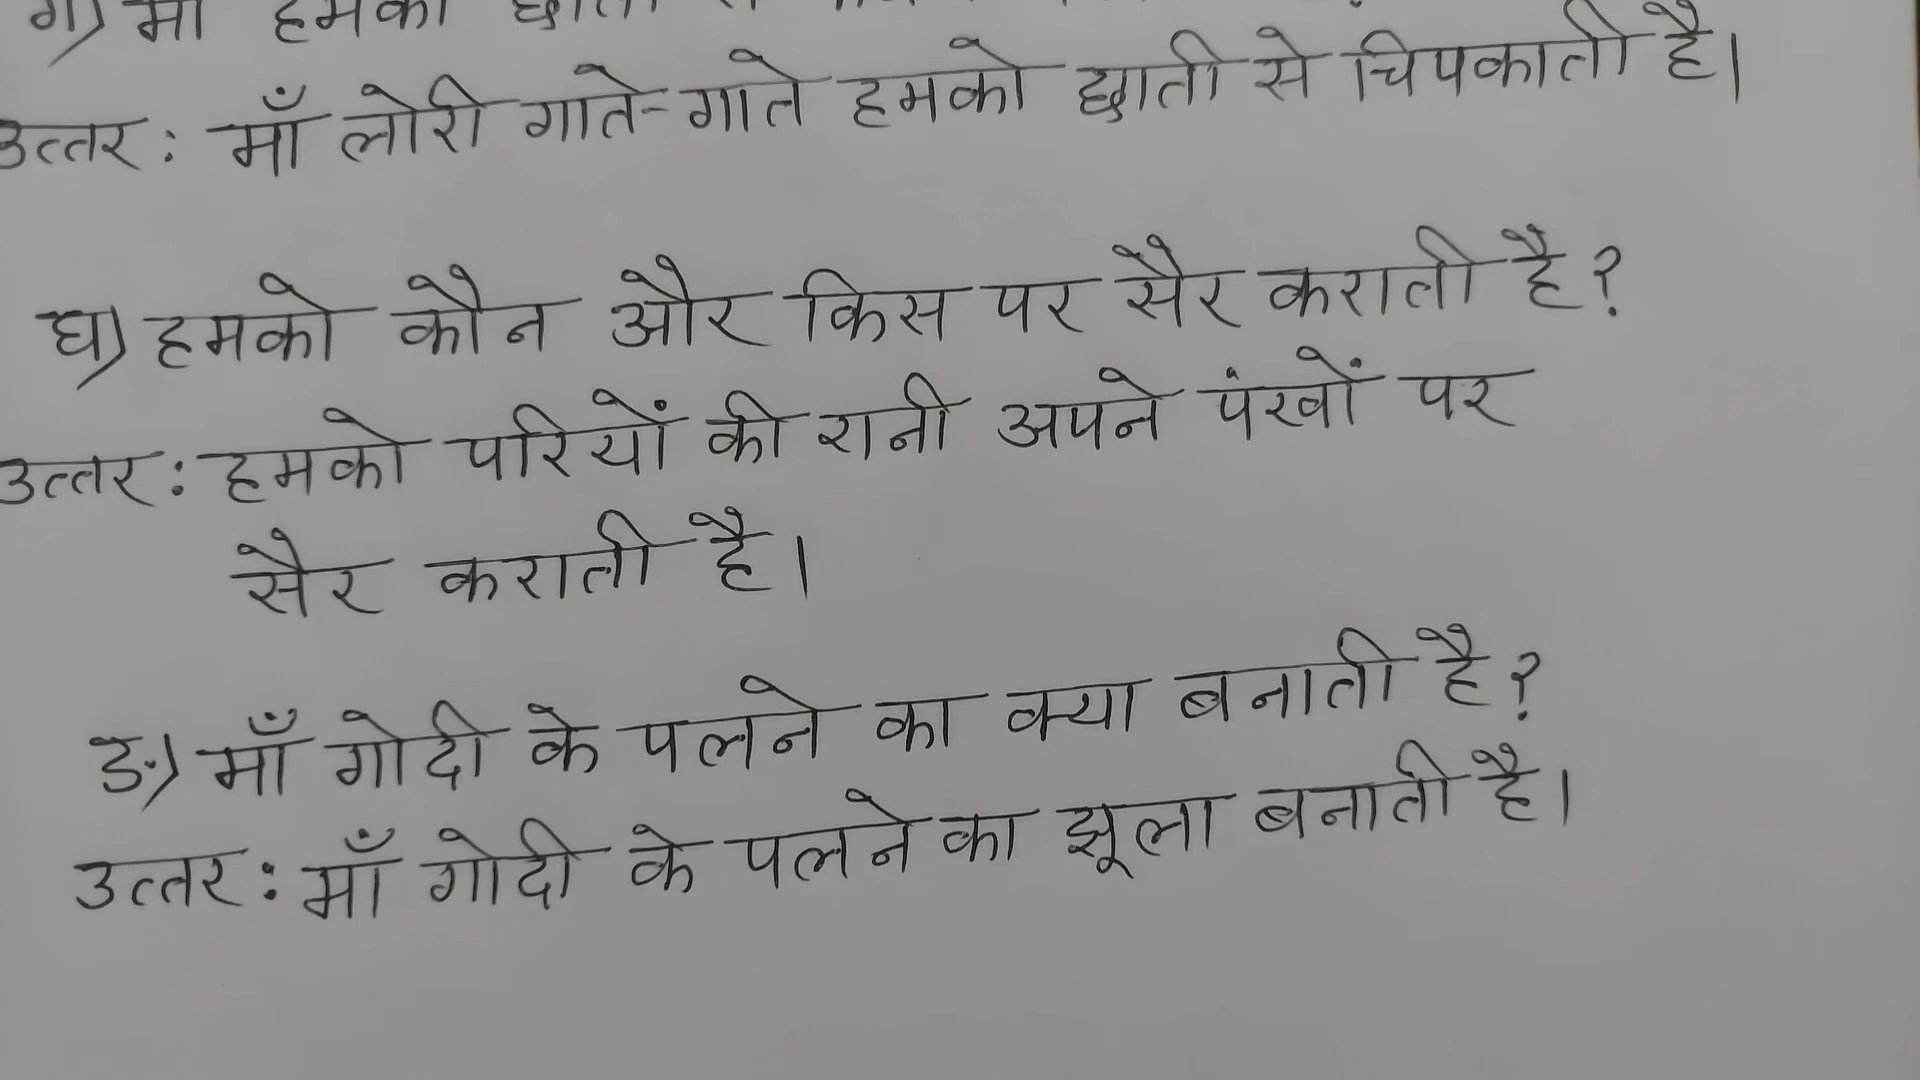 ग) माँ हमको छाती से
उत्तर: माँ लोरी गाते-गाते हमको छाती से चिपकाती है।
घ) हमको कौन और किस पर सैर कराती है?
उत्तर: हमको परियों की रानी अपने पंखों पर
सैर कराती है।
ङ) माँ गोदी के पलने का क्या बनाती है?
उत्तर: माँ गोदी के पलने का झूला बनाती है।